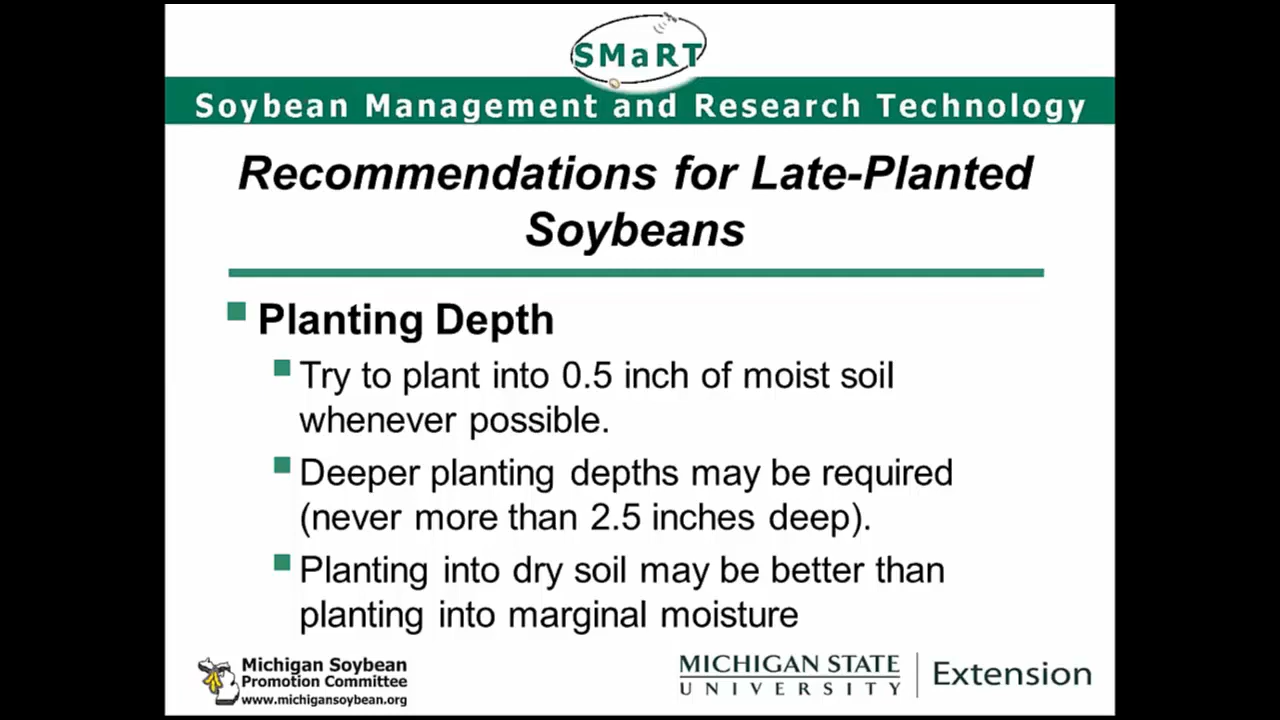 SMaRT
Soybean Management and Research Technology
Recommendations for Late-Planted
Soybeans
Planting Depth
Try to plant into 0.5 inch of moist soil
whenever possible.
Deeper planting depths may be required
(never more than 2.5 inches deep).
Planting into dry soil may be better than
planting into marginal moisture
Michigan Soybean
Promotion Committee
www.michigansoybean.org
MICHIGAN STATE
UNIVERSITY
Extension